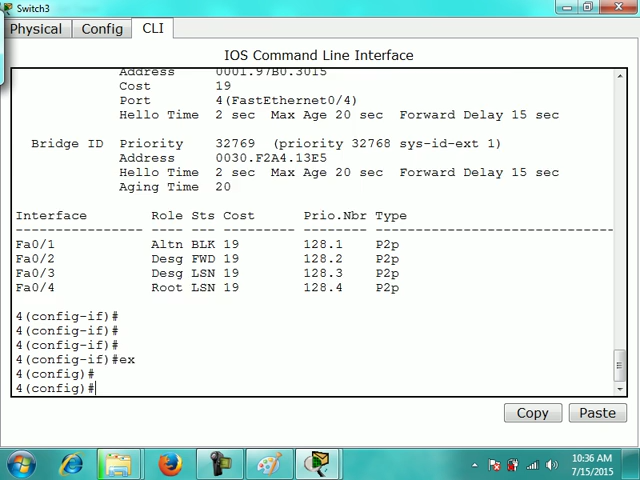 Switch3
Physical Config CLI
IOS Command Line Interface
Address 0001.97B0.3015
Cost 19
Port 4(FastEthernet0/4)
Hello Time 2 sec Max Age 20 sec Forward Delay 15 sec
Bridge ID Priority 32769 (priority 32768 sys-id-ext 1)
Address 0030.F2A4.13E5
Hello Time 2 sec Max Age 20 sec Forward Delay 15 sec
Aging Time 20
Interface Role Sts Cost Prio.Nbr Type
---------------- ---- --- --------- -------- --------------------------------
Fa0/1 Altn BLK 19 128.1 P2p
Fa0/2 Desg FWD 19 128.2 P2p
Fa0/3 Desg LSN 19 128.3 P2p
Fa0/4 Root LSN 19 128.4 P2p
4(config-if)#
4(config-if)#
4(config-if)#
4(config-if)#ex
4(config)#
4(config)#
Copy Paste
10:36 AM
7/15/2015